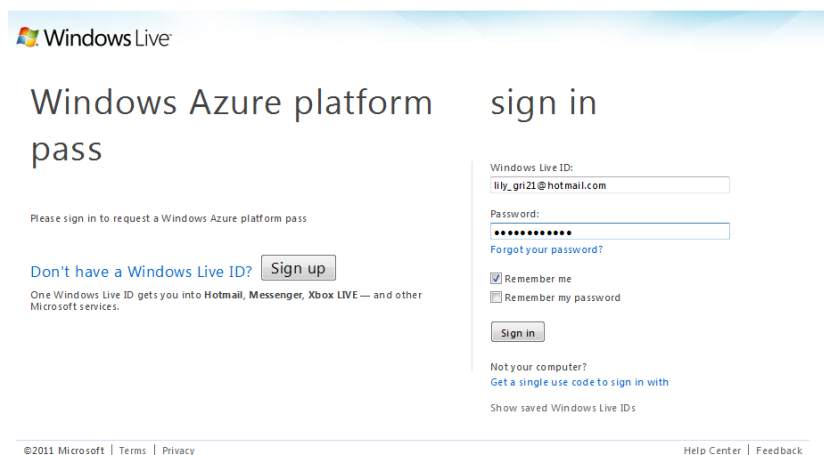 Windows Live
Windows Azure platform
pass
Please sign in to request a Windows Azure platform pass
Don't have a Windows Live ID? Sign up
One Windows Live ID gets you into Hotmail, Messenger, Xbox LIVE — and other
Microsoft services.
sign in
Windows Live ID:
lily_gri21@hotmail.com
Password:
••••••••••••
Forgot your password?
Remember me
Remember my password
Sign in
Not your computer?
Get a single use code to sign in with
Show saved Windows Live IDs
©2011 Microsoft | Terms | Privacy
Help Center | Feedback